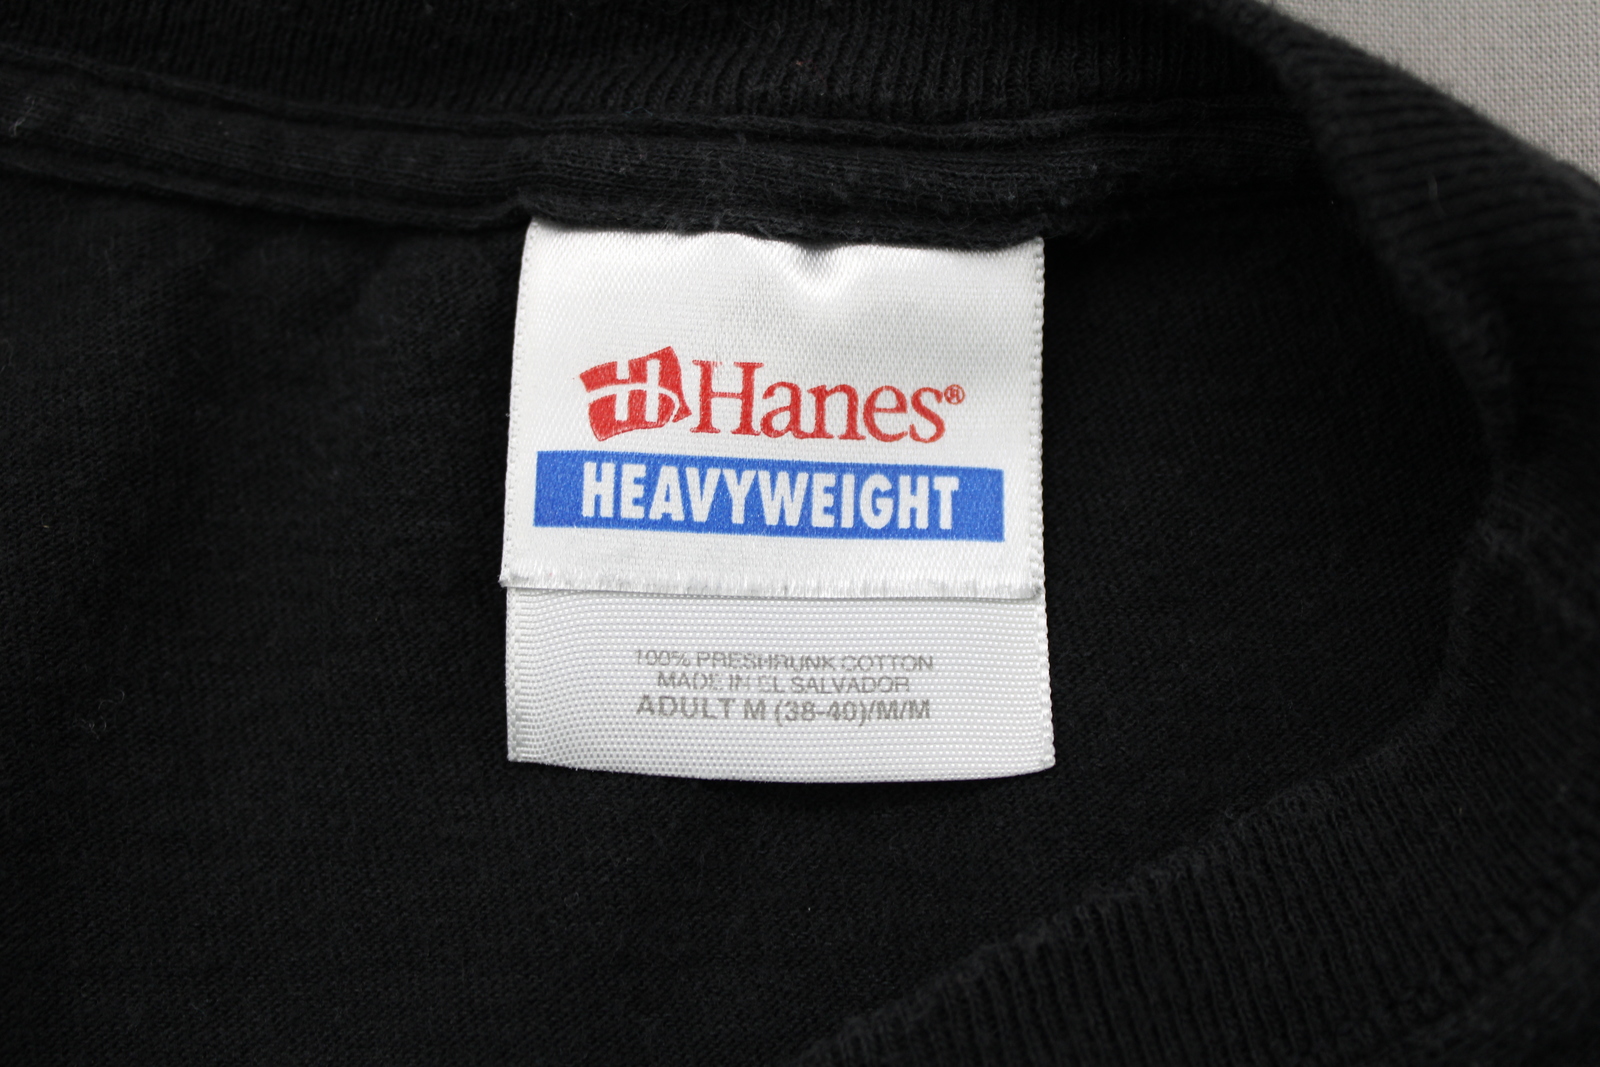 H Hanes®
HEAVYWEIGHT
100% PRESHRUNK COTTON
MADE IN EL SALVADOR
ADULT M (38-40)/M/M